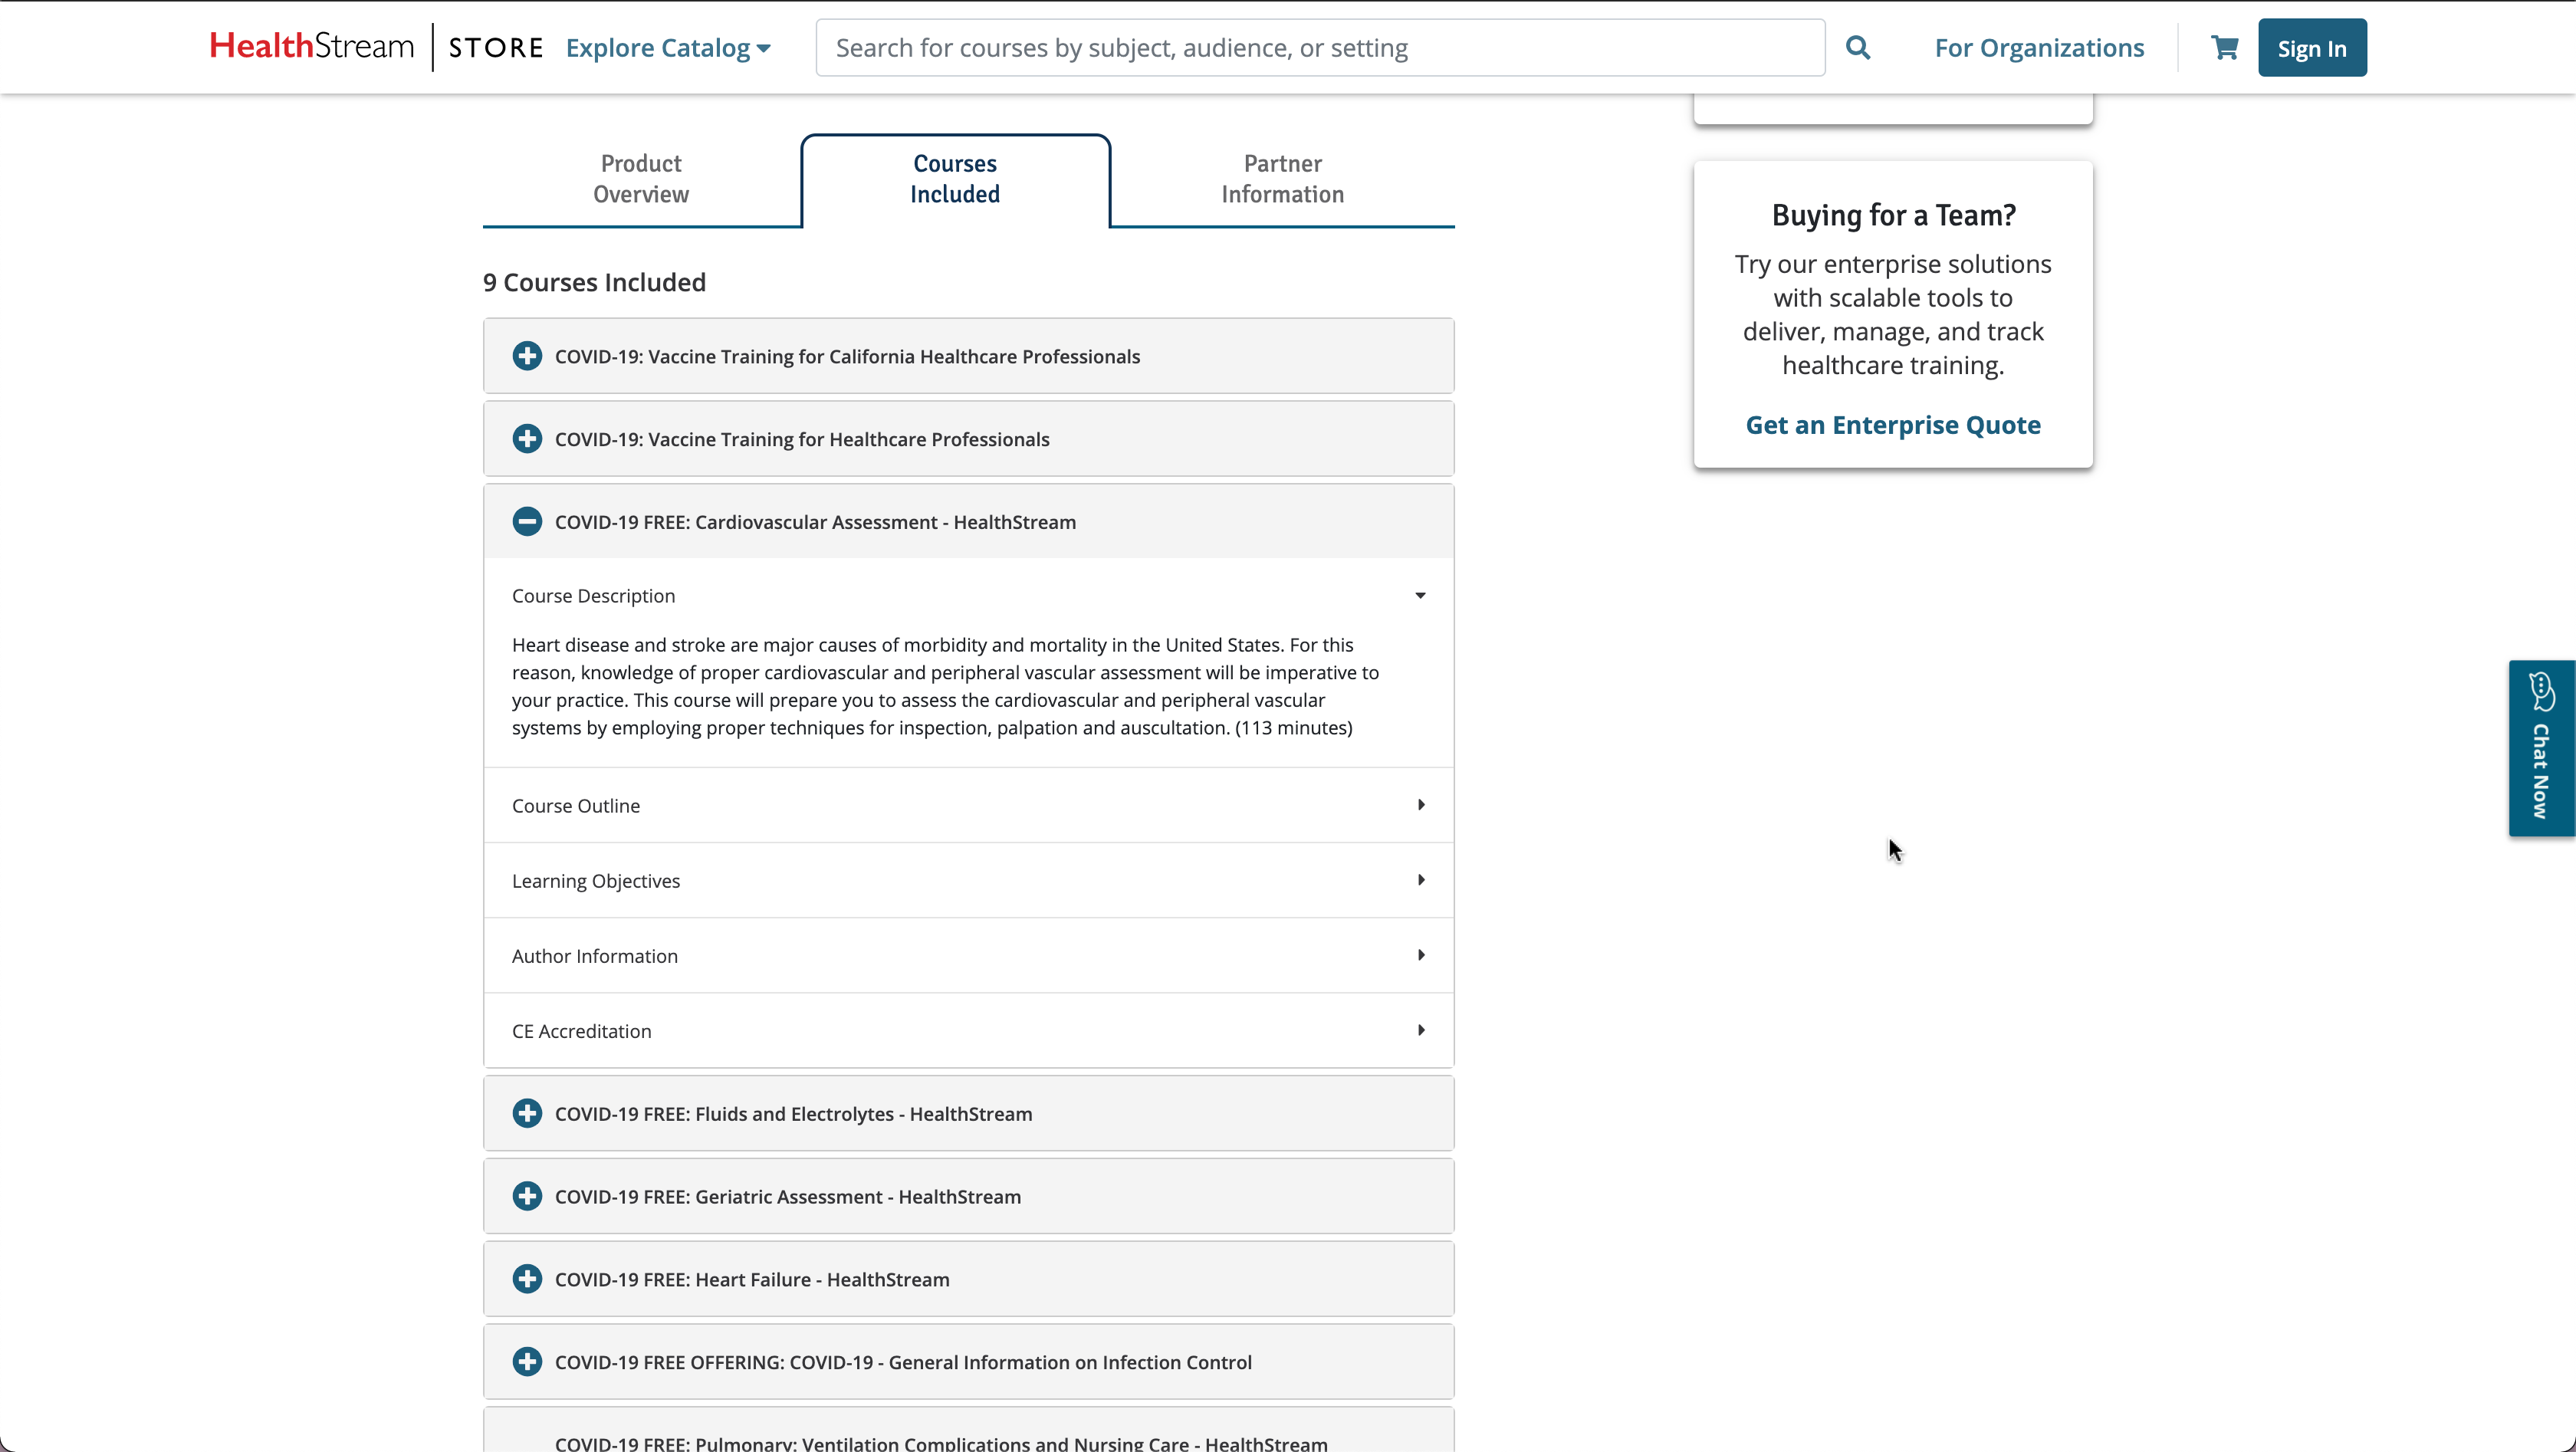 HealthStream STORE Explore Catalog Search for courses by subject, audience, or setting For Organizations Sign In
Product
Overview
Courses
Included
Partner
Information
9 Courses Included
COVID-19: Vaccine Training for California Healthcare Professionals
COVID-19: Vaccine Training for Healthcare Professionals
COVID-19 FREE: Cardiovascular Assessment - HealthStream
Course Description
Heart disease and stroke are major causes of morbidity and mortality in the United States. For this
reason, knowledge of proper cardiovascular and peripheral vascular assessment will be imperative to
your practice. This course will prepare you to assess the cardiovascular and peripheral vascular
systems by employing proper techniques for inspection, palpation and auscultation. (113 minutes)
Course Outline
Learning Objectives
Author Information
CE Accreditation
COVID-19 FREE: Fluids and Electrolytes - HealthStream
COVID-19 FREE: Geriatric Assessment - HealthStream
COVID-19 FREE: Heart Failure - HealthStream
COVID-19 FREE OFFERING: COVID-19 - General Information on Infection Control
COVID-19 FREE: Pulmonary: Ventilation Complications and Nursing Care - HealthStream
Buying for a Team?
Try our enterprise solutions
with scalable tools to
deliver, manage, and track
healthcare training.
Get an Enterprise Quote
Chat Now